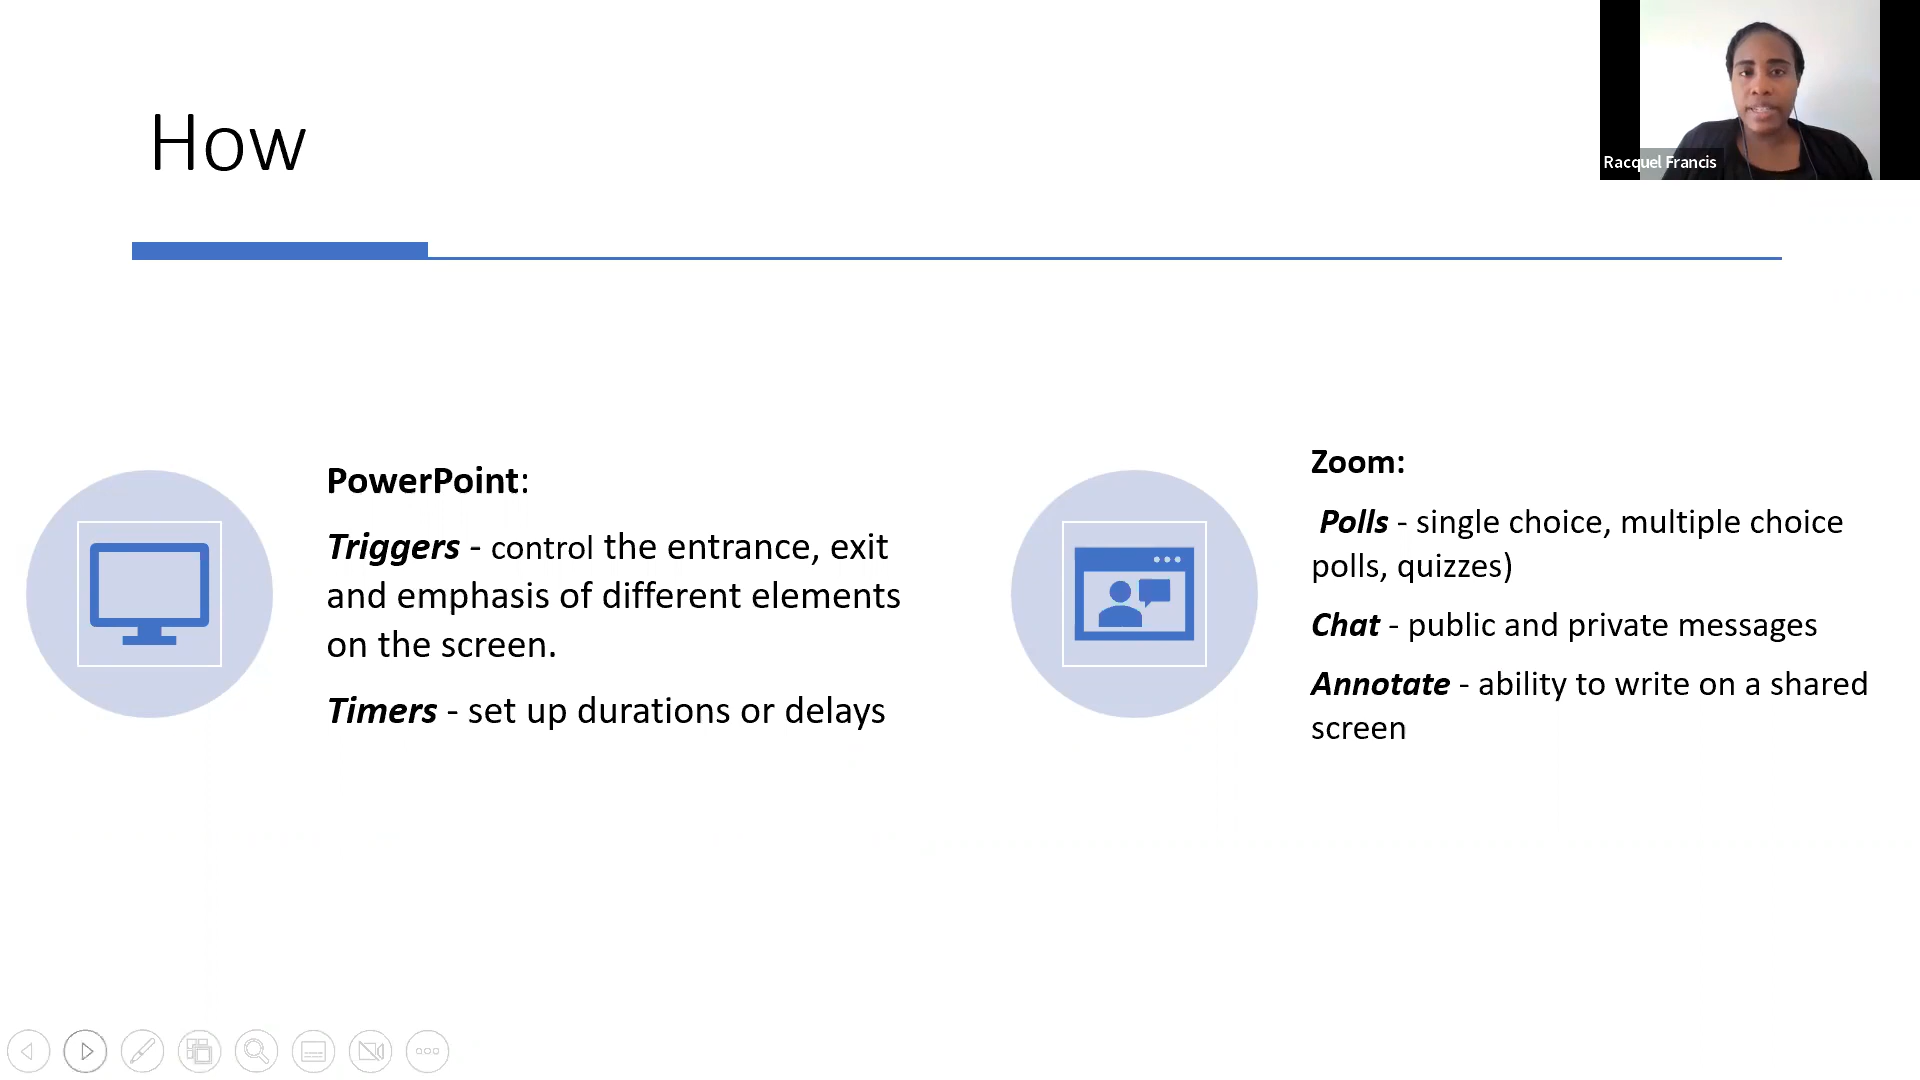 How
Racquel Francis
PowerPoint:
Triggers - control the entrance, exit
and emphasis of different elements
on the screen.
Timers - set up durations or delays
Zoom:
Polls - single choice, multiple choice
polls, quizzes)
Chat - public and private messages
Annotate - ability to write on a shared
screen